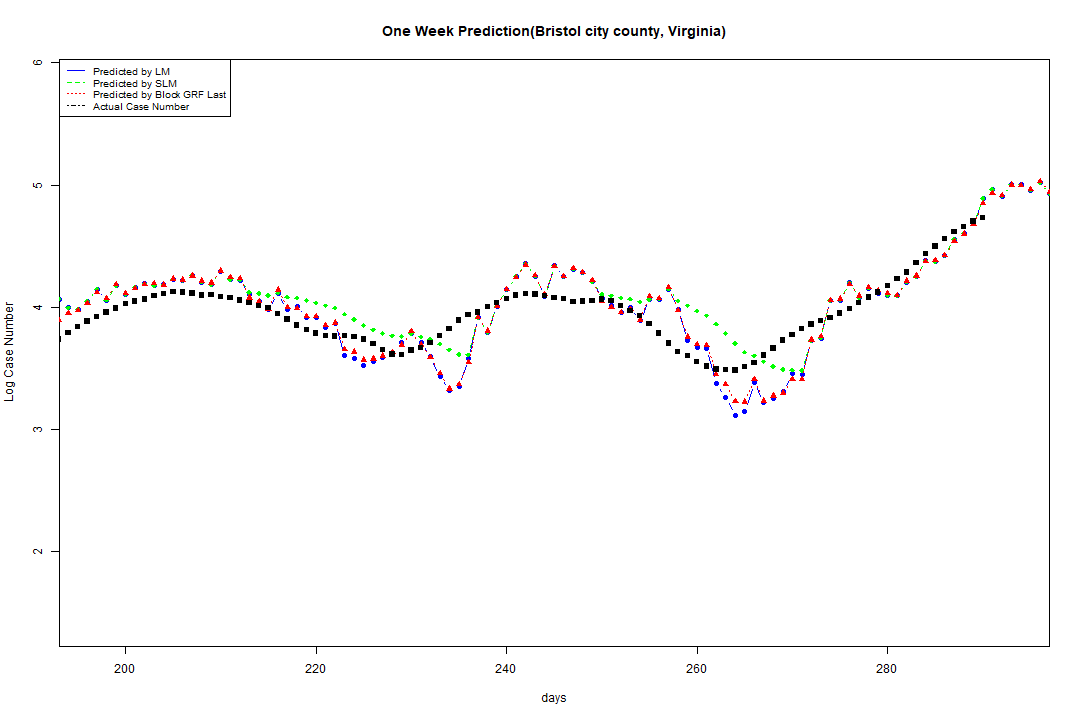 One Week Prediction(Bristol city county, Virginia)
Predicted by LM
Predicted by SLM
Predicted by Block GRF Last
Actual Case Number
6
5
4
3
2
Log Case Number
200
220
240
260
280
days